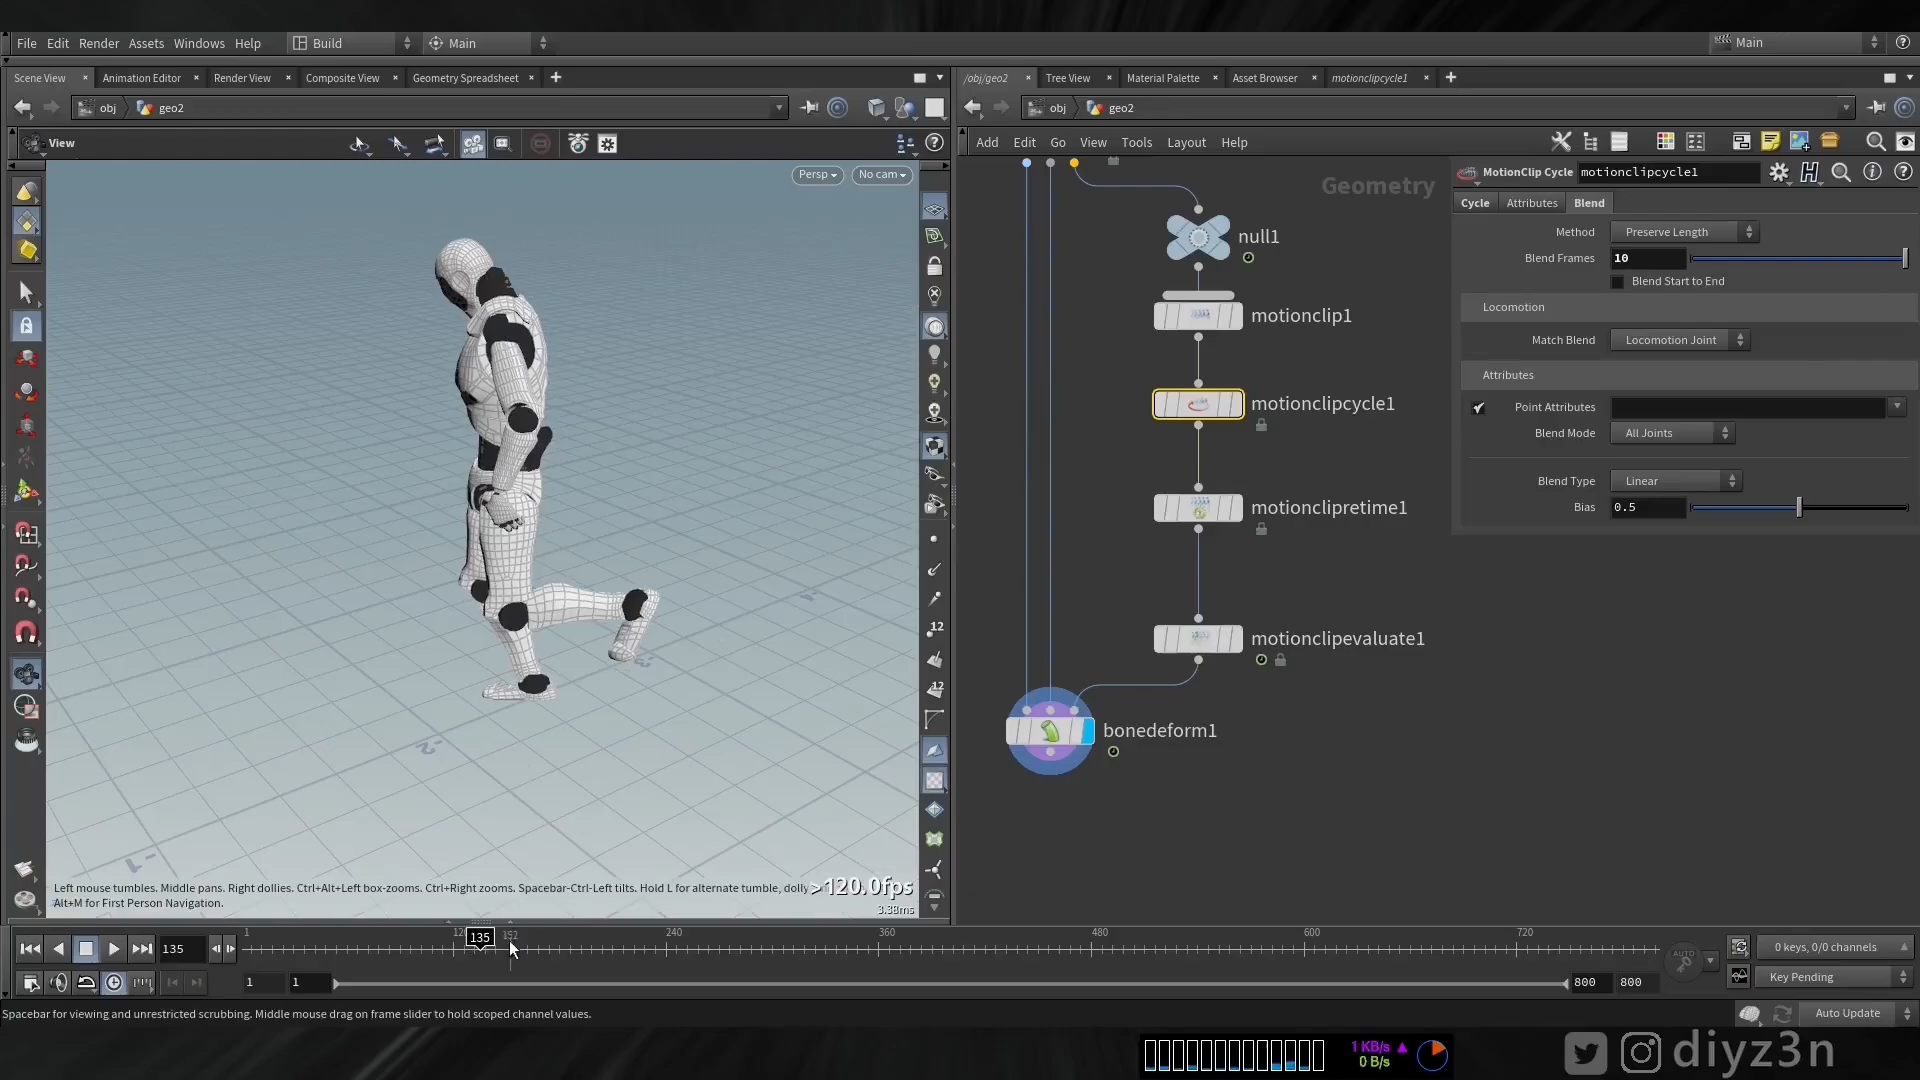 File Edit Render Assets Windows Help Build Main Main
Scene View Animation Editor Render View Composite View Geometry Spreadsheet
/obj/geo2 Tree View Material Palette Asset Browser motionclipcycle1
obj geo2
obj geo2
View
Persp No cam
Add Edit Go View Tools Layout Help
Geometry
null1
motionclip1
motionclipcycle1
motionclipretime1
motionclipevaluate1
bonedeform1
MotionClip Cycle motionclipcycle1
Cycle Attributes Blend
Method Preserve Length
Blend Frames 10
Blend Start to End
Locomotion
Match Blend Locomotion Joint
Attributes
Point Attributes
Blend Mode All Joints
Blend Type Linear
Bias 0.5
12
12
-1
-2
Left mouse tumbles. Middle pans. Right dollies. Ctrl+Alt+Left box-zooms. Ctrl+Right zooms. Spacebar-Ctrl-Left tilts. Hold L for alternate tumble, dolly
Alt+M for First Person Navigation.
>120.0fps
3.38ms
135
1 135 152 240 360 480 600 720
AUTO
0 keys, 0/0 channels
1 1 800 800
Key Pending
Spacebar for viewing and unrestricted scrubbing. Middle mouse drag on frame slider to hold scoped channel values.
Auto Update
1 KB/s
0 B/s
diyz3n